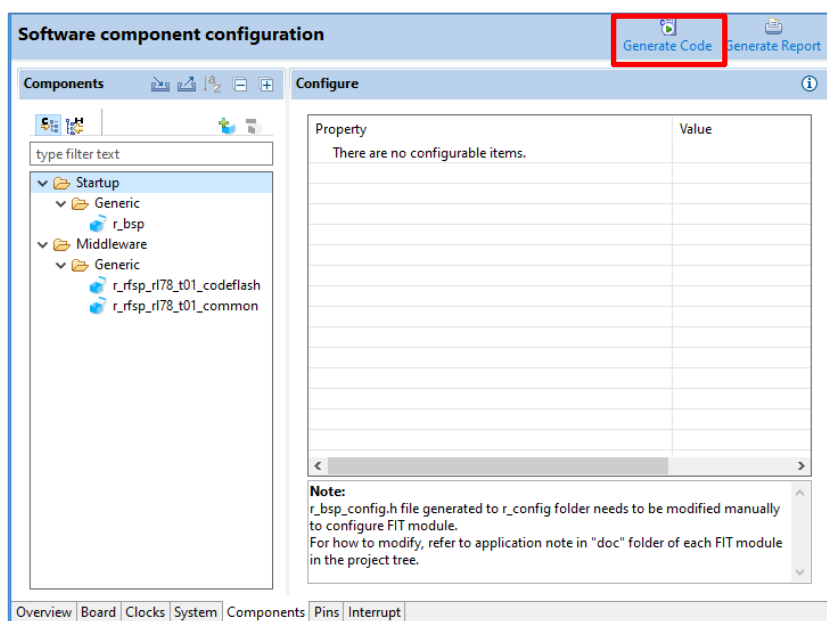 Software component configuration
Generate Code Generate Report
Components
Configure
type filter text
Startup
Generic
r_bsp
Middleware
Generic
r_rfsp_rl78_t01_codeflash
r_rfsp_rl78_t01_common
Property Value
There are no configurable items.
Note:
r_bsp_config.h file generated to r_config folder needs to be modified manually
to configure FIT module.
For how to modify, refer to application note in "doc" folder of each FIT module
in the project tree.
Overview Board Clocks System Components Pins Interrupt